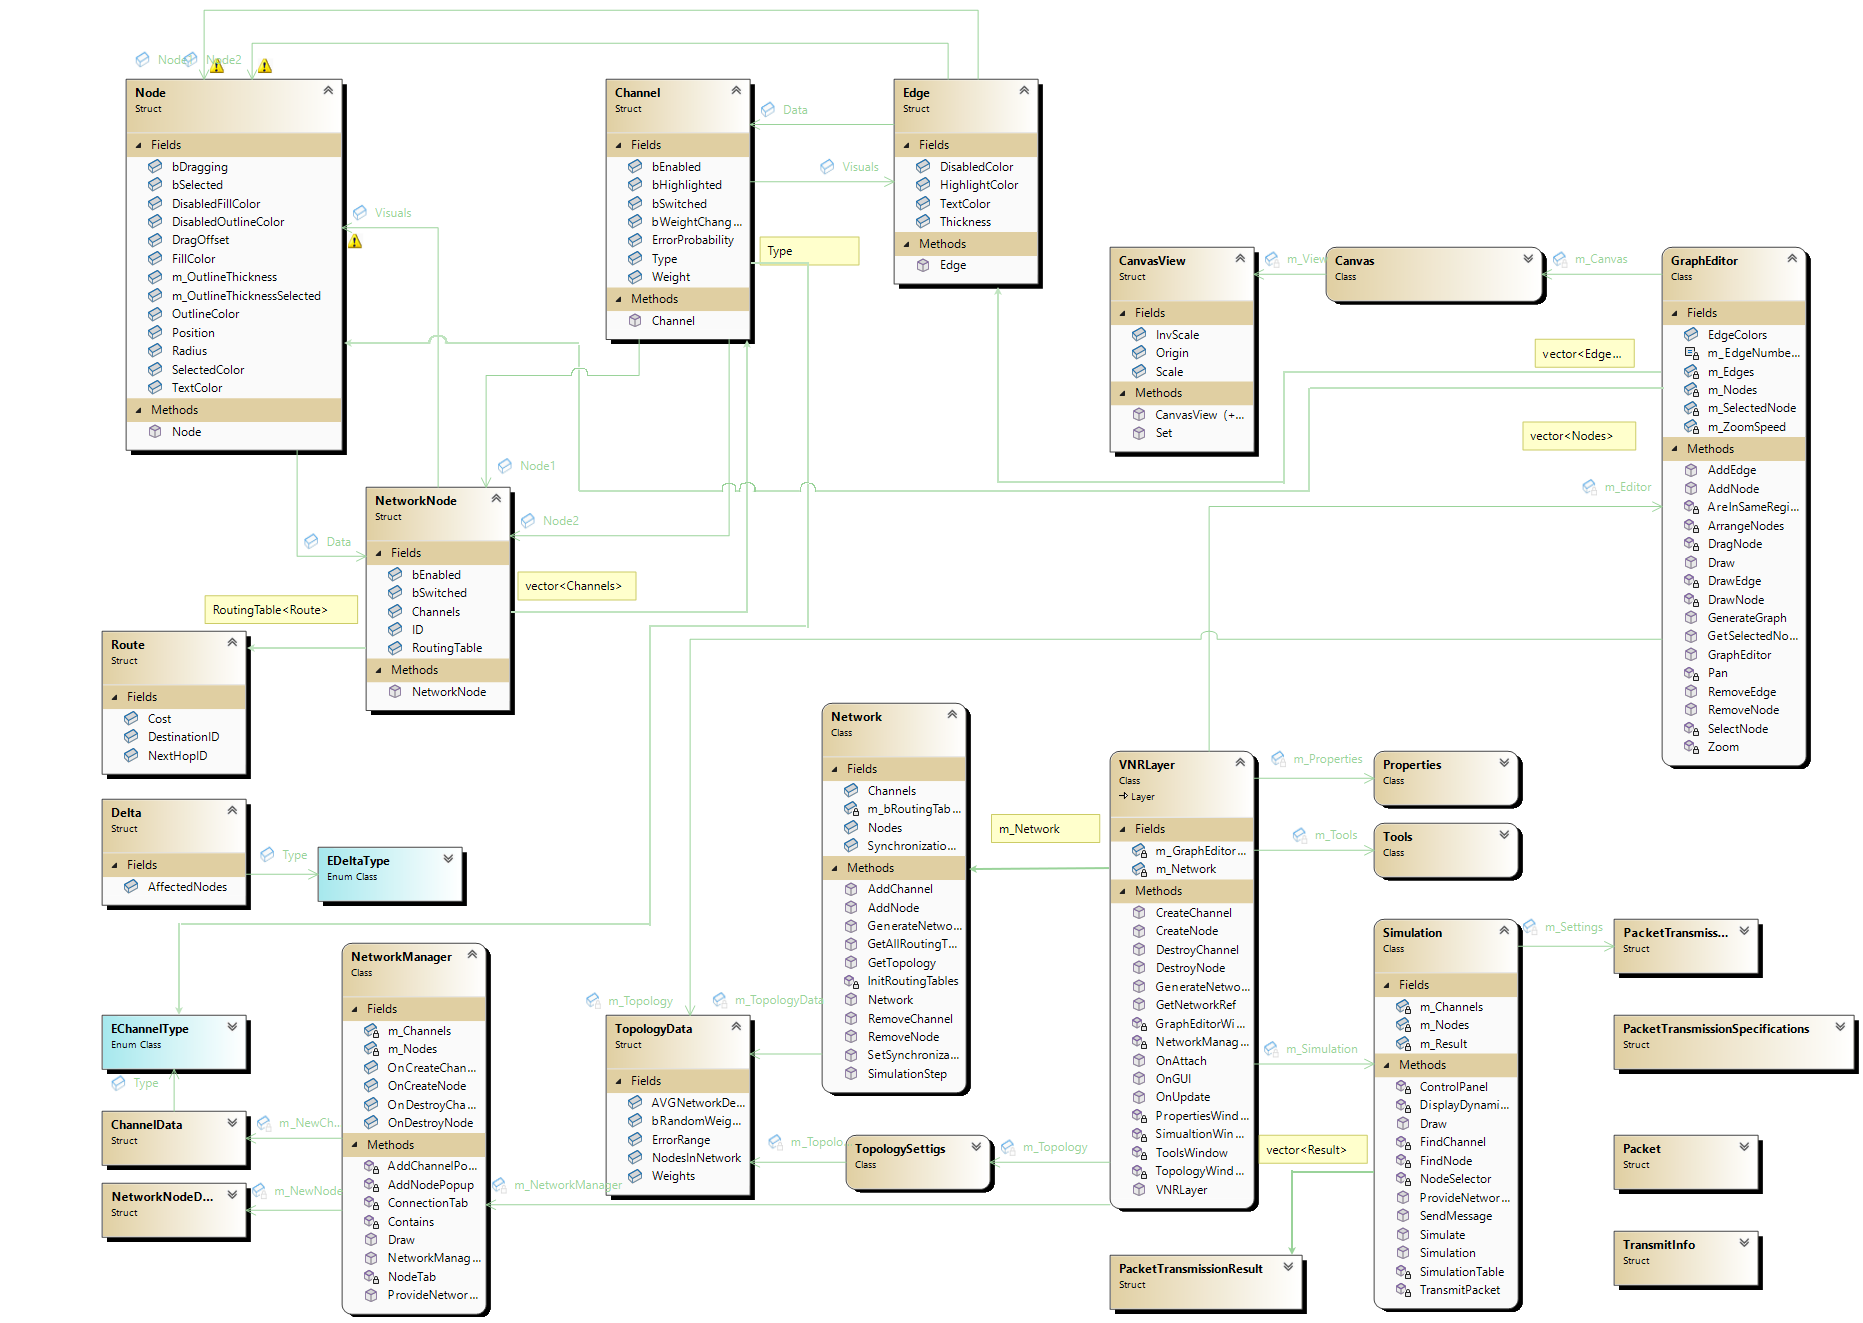 Node1
Node2
Node
Struct
Fields
bDragging
bSelected
DisabledFillColor
DisabledOutlineColor
DragOffset
FillColor
m_OutlineThickness
m_OutlineThicknessSelected
OutlineColor
Position
Radius
SelectedColor
TextColor
Methods
Node
Visuals
Channel
Struct
Fields
bEnabled
bHighlighted
bSwitched
bWeightChang...
ErrorProbability
Type
Weight
Methods
Channel
Data
Visuals
Type
Edge
Struct
Fields
DisabledColor
HighlightColor
TextColor
Thickness
Methods
Edge
CanvasView
Struct
Fields
InvScale
Origin
Scale
Methods
CanvasView (+...
Set
m_View
Canvas
Class
m_Canvas
GraphEditor
Class
Fields
EdgeColors
m_EdgeNumbe...
m_Edges
m_Nodes
m_SelectedNode
m_ZoomSpeed
Methods
AddEdge
AddNode
AreInSameRegi...
ArrangeNodes
DragNode
Draw
DrawEdge
DrawNode
GenerateGraph
GetSelectedNo...
GraphEditor
Pan
RemoveEdge
RemoveNode
SelectNode
Zoom
vector<Edge...
vector<Nodes>
m_Editor
Node1
Node2
Data
NetworkNode
Struct
Fields
bEnabled
bSwitched
Channels
ID
RoutingTable
Methods
NetworkNode
vector<Channels>
RoutingTable<Route>
Route
Struct
Fields
Cost
DestinationID
NextHopID
Delta
Struct
Fields
AffectedNodes
Type
EDeltaType
Enum Class
Network
Class
Fields
Channels
m_bRoutingTab...
Nodes
Synchronizatio...
Methods
AddChannel
AddNode
GenerateNetwo...
GetAllRoutingT...
GetTopology
InitRoutingTables
Network
RemoveChannel
RemoveNode
SetSynchroniza...
SimulationStep
m_Network
VNRLayer
Class
Layer
Fields
m_GraphEditor...
m_Network
Methods
CreateChannel
CreateNode
DestroyChannel
DestroyNode
GenerateNetwo...
GetNetworkRef
GraphEditorWi...
NetworkManag...
OnAttach
OnGUI
OnUpdate
PropertiesWind...
SimualtionWin...
ToolsWindow
TopologyWind...
VNRLayer
m_Properties
Properties
Class
m_Tools
Tools
Class
m_Simulation
Simulation
Class
Fields
m_Channels
m_Nodes
m_Result
Methods
ControlPanel
DisplayDynami...
Draw
FindChannel
FindNode
NodeSelector
ProvideNetwor...
SendMessage
Simulate
Simulation
SimulationTable
TransmitPacket
m_Settings
PacketTransmiss...
Struct
PacketTransmissionSpecifications
Struct
Packet
Struct
TransmitInfo
Struct
vector<Result>
PacketTransmissionResult
Struct
EChannelType
Enum Class
Type
ChannelData
Struct
m_NewCh...
NetworkNodeD...
Struct
m_NewNode
NetworkManager
Class
Fields
m_Channels
m_Nodes
OnCreateChan...
OnCreateNode
OnDestroyCha...
OnDestroyNode
Methods
AddChannelPo...
AddNodePopup
ConnectionTab
Contains
Draw
NetworkManag...
NodeTab
ProvideNetwor...
m_NetworkManager
m_Topology
m_TopologyData
TopologyData
Struct
Fields
AVGNetworkDe...
bRandomWeig...
ErrorRange
NodesInNetwork
Weights
m_Topolo...
TopologySettigs
Class
m_Topology